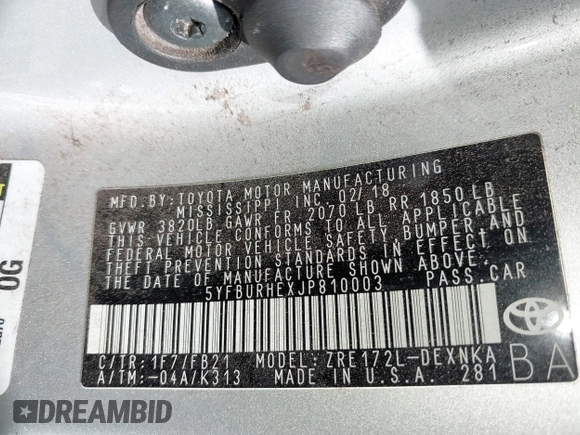 MFD.BY:TOYOTA MOTOR MANUFACTURING
MISSISSIPPI, INC. 02/18
GVWR 3820LB GAWR FR 2070 LB RR 1850 LB
THIS VEHICLE CONFORMS TO ALL APPLICABLE
FEDERAL MOTOR VEHICLE SAFETY, BUMPER, AND
THEFT PREVENTION STANDARDS IN EFFECT ON
THE DATE OF MANUFACTURE SHOWN ABOVE.
5YFBURHEXJP810003 PASS.CAR
C/TR:1F7/FB21 MODEL:ZRE172L-DEXNKA
A/TM:-04A/K313 MADE IN U.S.A. 281
BA
OG
DREAMBID